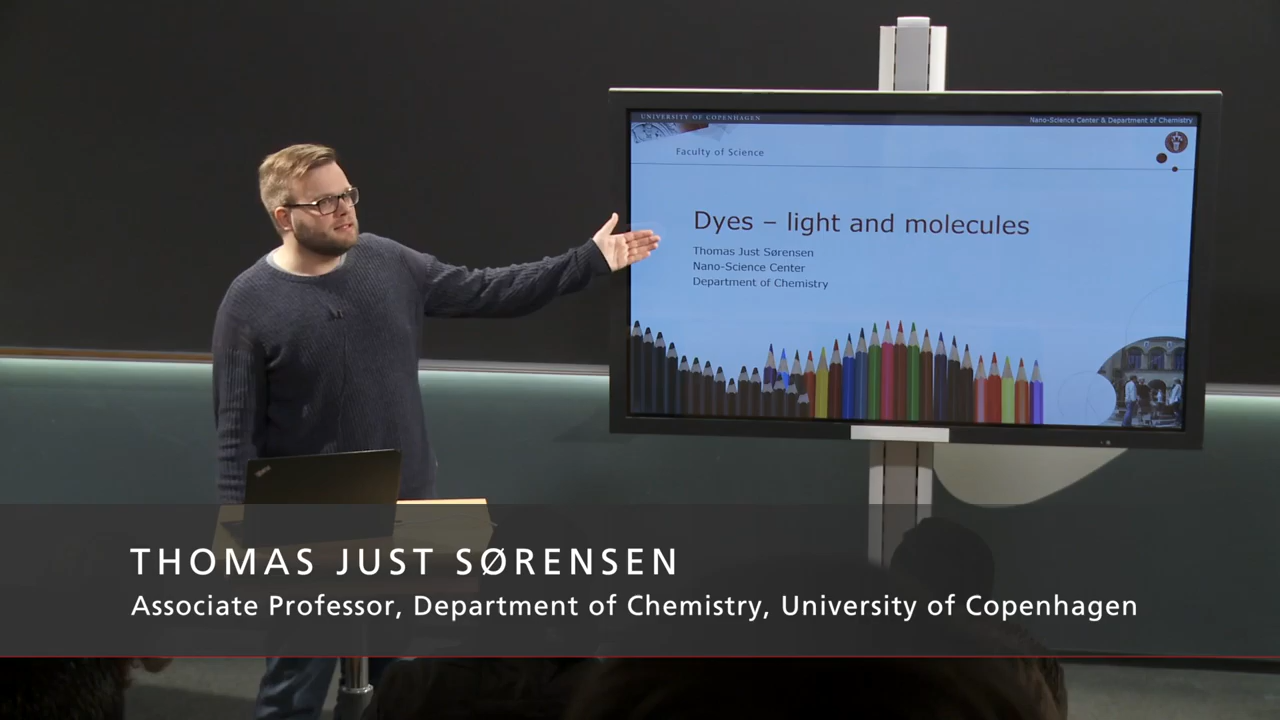 UNIVERSITY OF COPENHAGEN
Nano-Science Center & Department of Chemistry
Faculty of Science
Dyes – light and molecules
Thomas Just Sørensen
Nano-Science Center
Department of Chemistry
THOMAS JUST SØRENSEN
Associate Professor, Department of Chemistry, University of Copenhagen